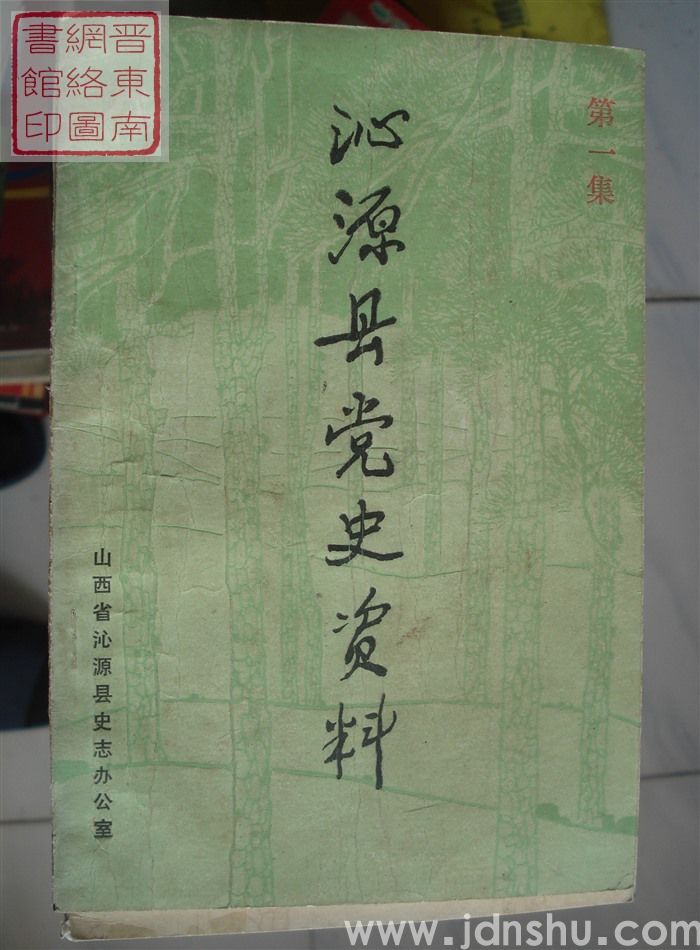 晋東南
網絡圖
書館印
第一集
沁源县党史资料
山西省沁源县史志办公室
www.jdnshu.com